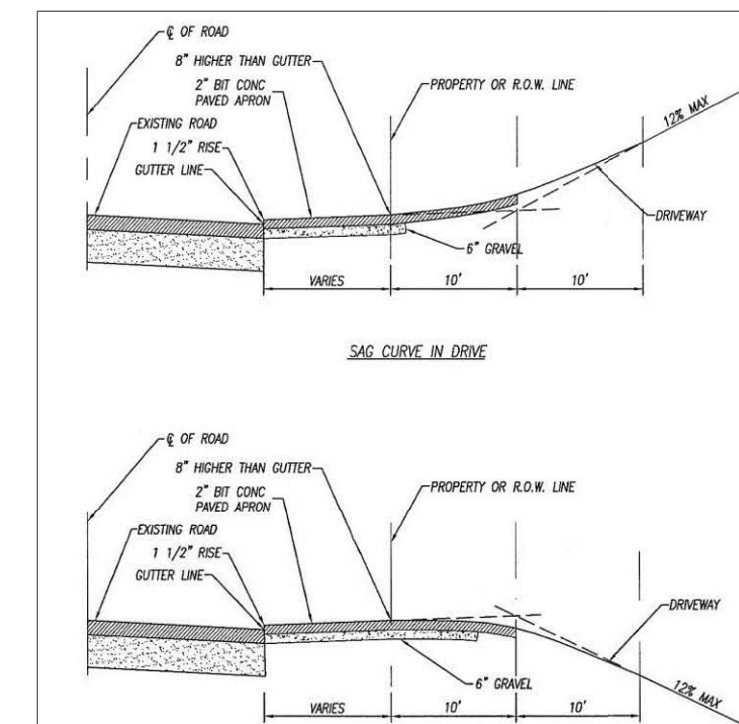 ℄ OF ROAD
8" HIGHER THAN GUTTER
2" BIT CONC
PAVED APRON
PROPERTY OR R.O.W. LINE
12% MAX
EXISTING ROAD
1 1/2" RISE
GUTTER LINE
DRIVEWAY
6" GRAVEL
VARIES
10'
10'
SAG CURVE IN DRIVE
℄ OF ROAD
8" HIGHER THAN GUTTER
2" BIT CONC
PAVED APRON
PROPERTY OR R.O.W. LINE
EXISTING ROAD
1 1/2" RISE
GUTTER LINE
DRIVEWAY
6" GRAVEL
12% MAX
VARIES
10'
10'